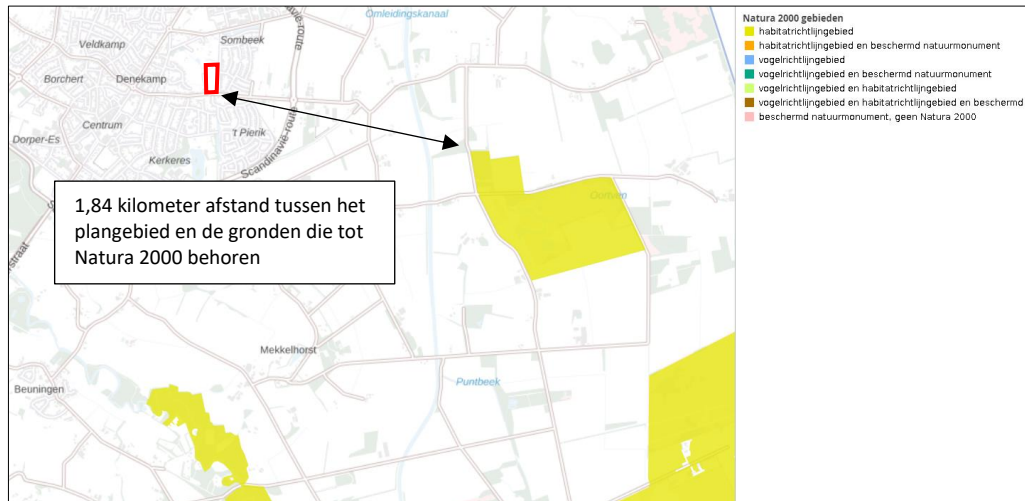 Omleidingskanaal
Sombeek
Veldkamp
Borchert
Denekamp
Centrum
't Pierik
Dorper-Es
Kerkeres
Scandinavië-route
1,84 kilometer afstand tussen het
plangebied en de gronden die tot
Natura 2000 behoren
Mekkelhorst
Beuningen
Puntbeek
Natura 2000 gebieden
habitatrichtlijngebied
habitatrichtlijngebied en beschermd natuurmonument
vogelrichtlijngebied
vogelrichtlijngebied en beschermd natuurmonument
vogelrichtlijngebied en habitatrichtlijngebied
vogelrichtlijngebied en habitatrichtlijngebied en beschermd
beschermd natuurmonument, geen Natura 2000